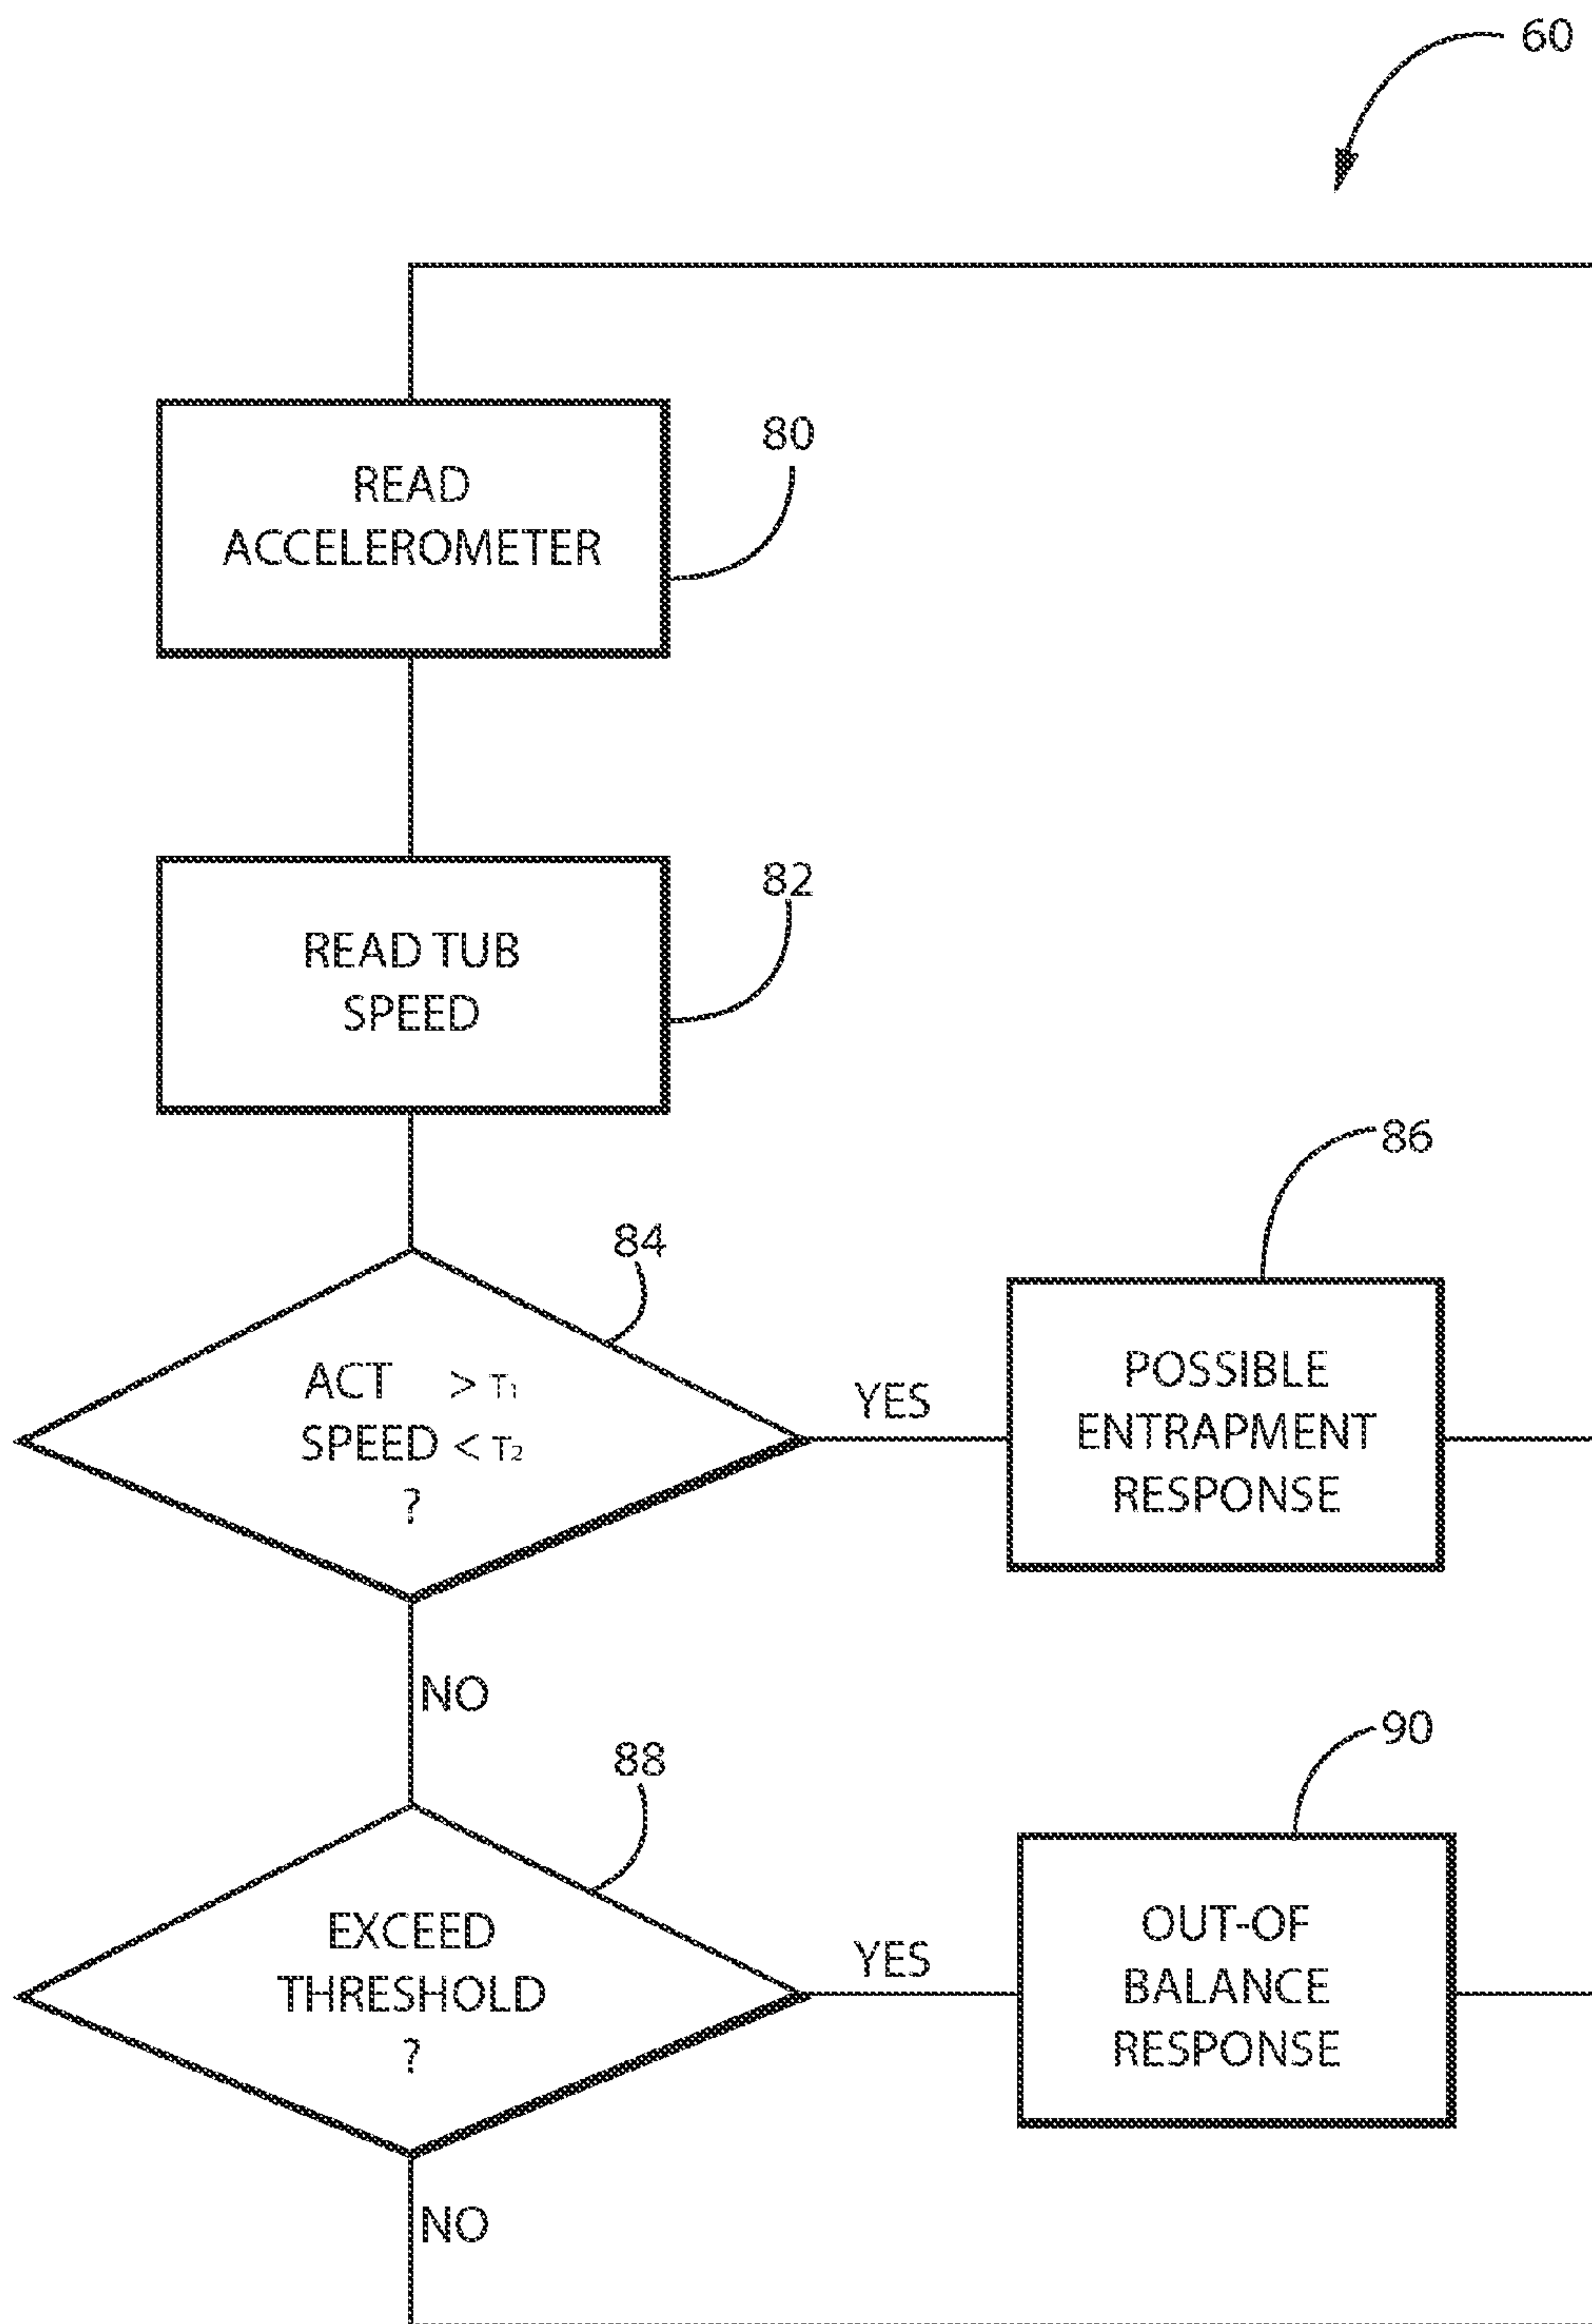 60
READ
ACCELEROMETER
80
READ TUB
SPEED
82
84
ACT > T₁
SPEED < T₂
?
YES
86
POSSIBLE
ENTRAPMENT
RESPONSE
NO
88
EXCEED
THRESHOLD
?
YES
90
OUT-OF
BALANCE
RESPONSE
NO